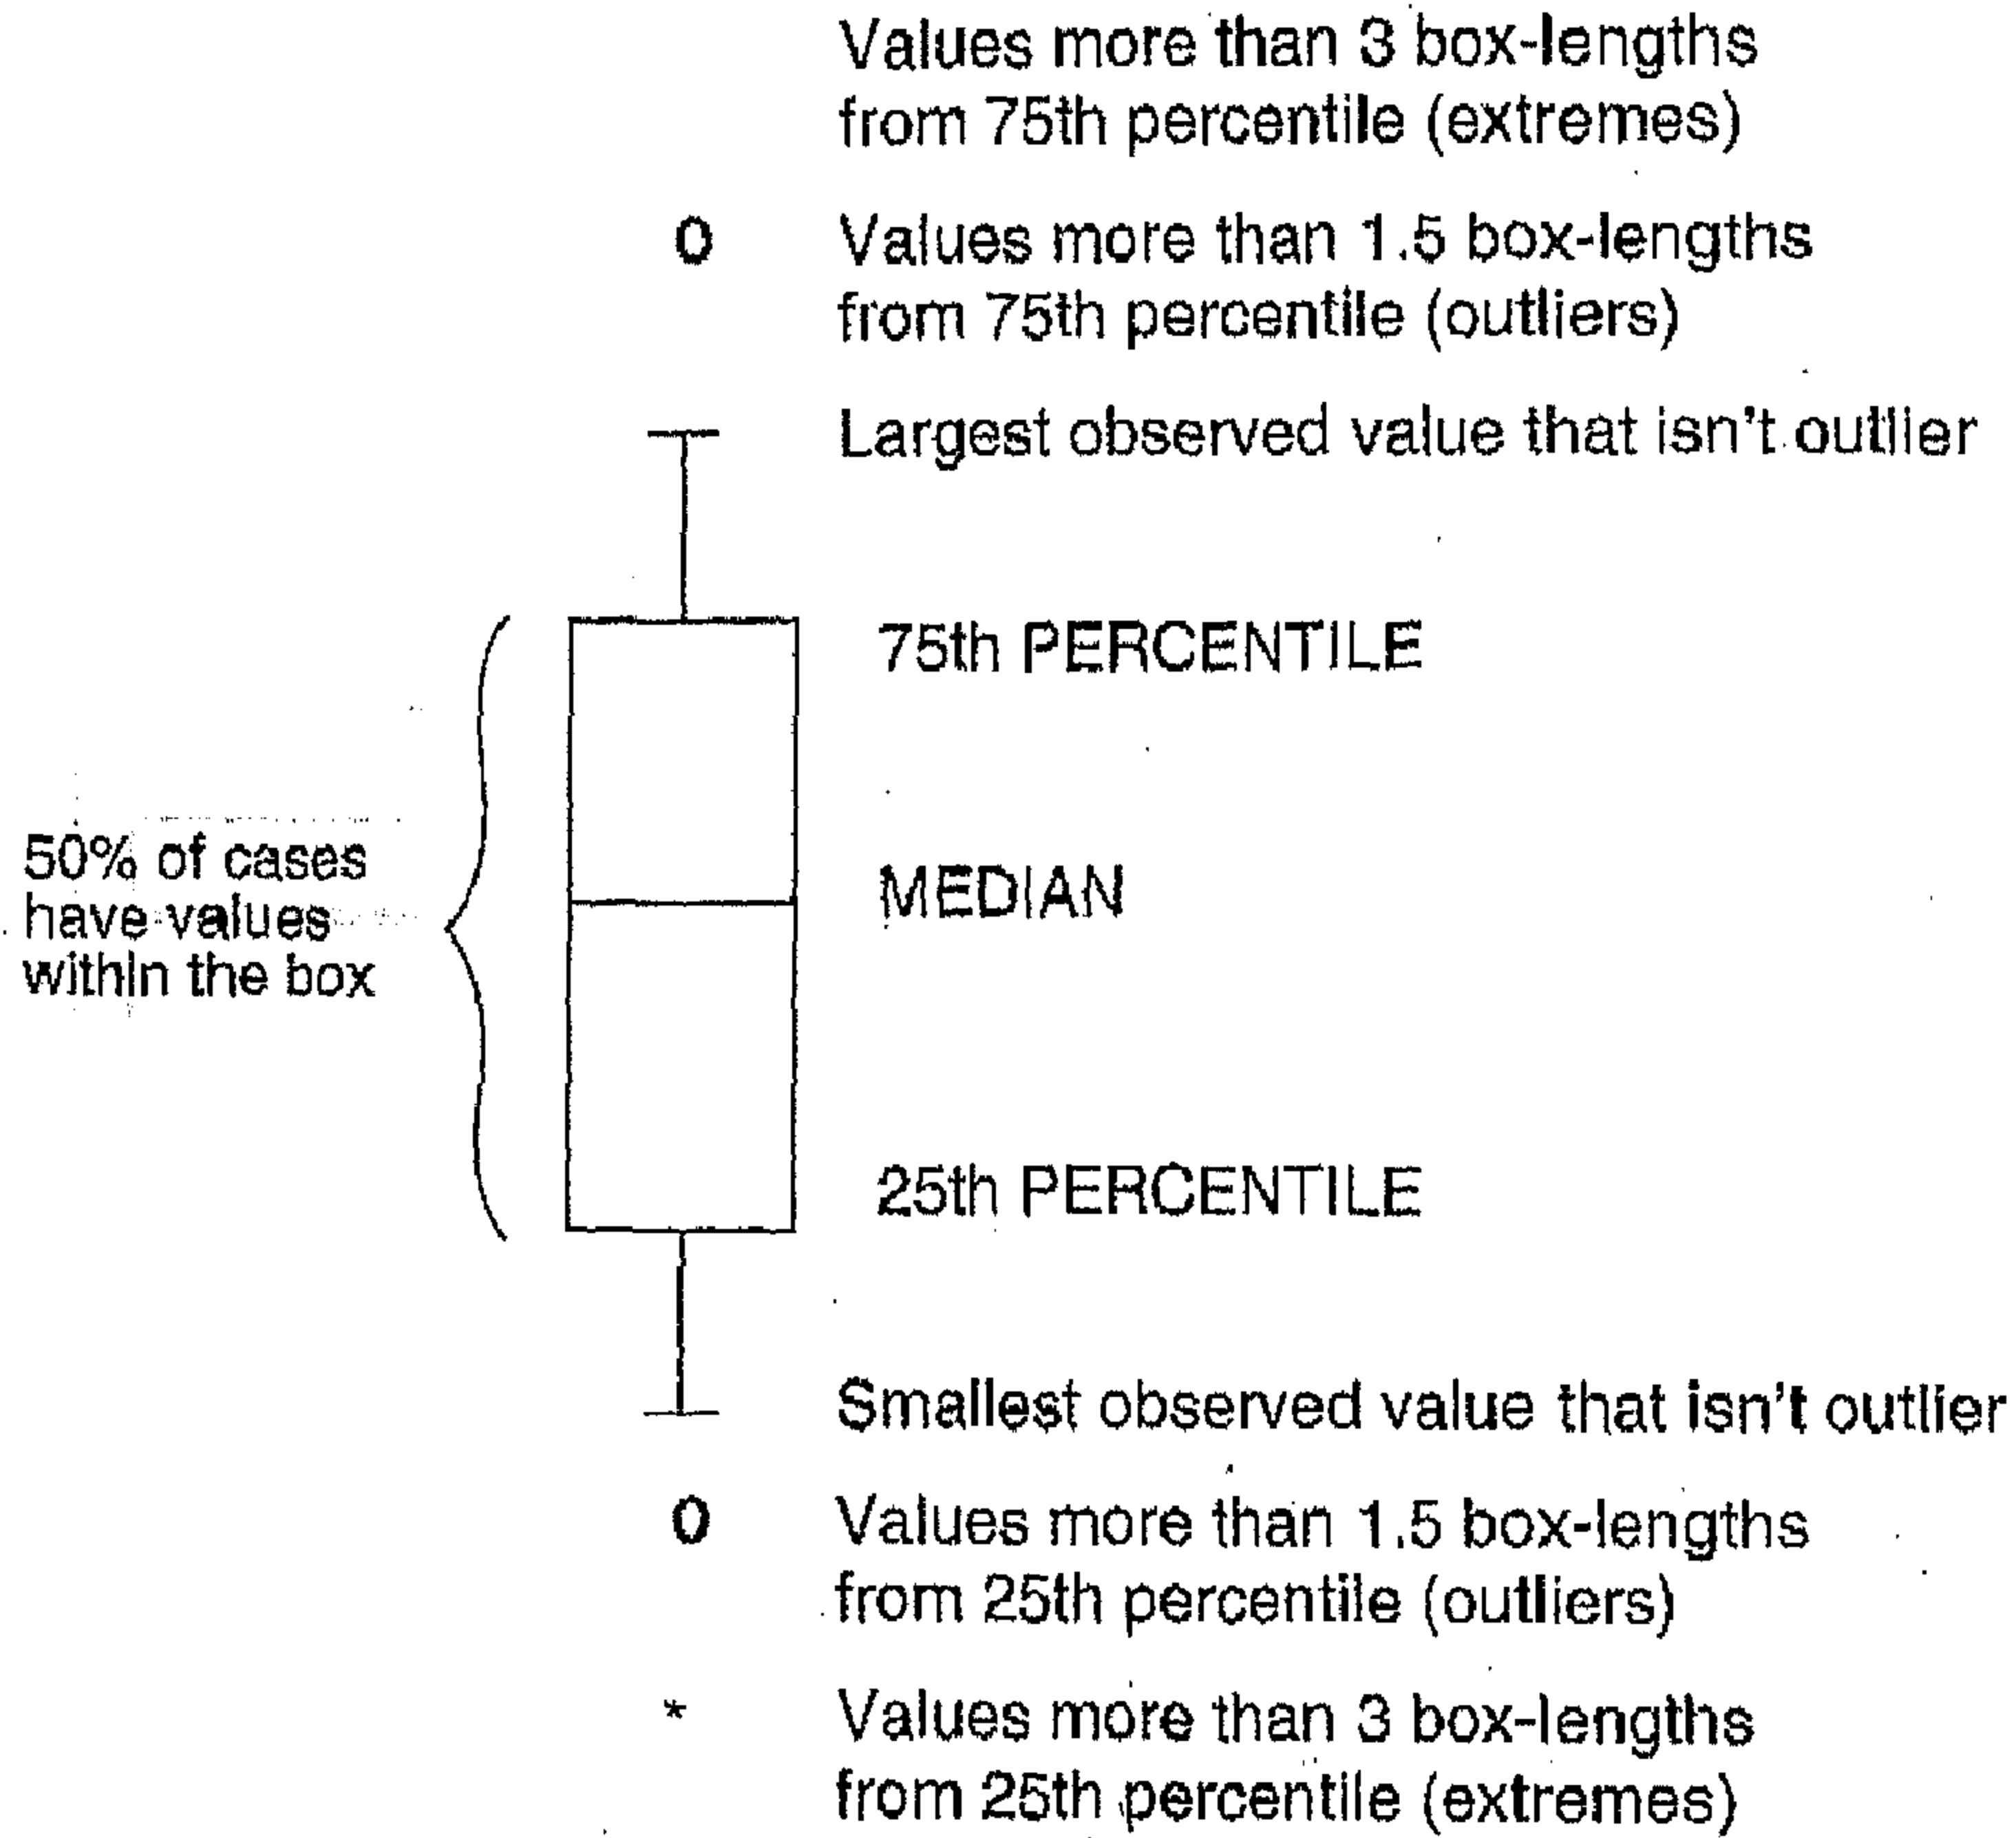 Values more than 3 box-lengths
from 75th percentile (extremes)
O Values more than 1.5 box-lengths
from 75th percentile (outliers)
Largest observed value that isn't outlier
75th PERCENTILE
50% of cases
have values
within the box
MEDIAN
25th PERCENTILE
Smallest observed value that isn't outlier
O Values more than 1.5 box-lengths
from 25th percentile (outliers)
* Values more than 3 box-lengths
from 25th percentile (extremes)